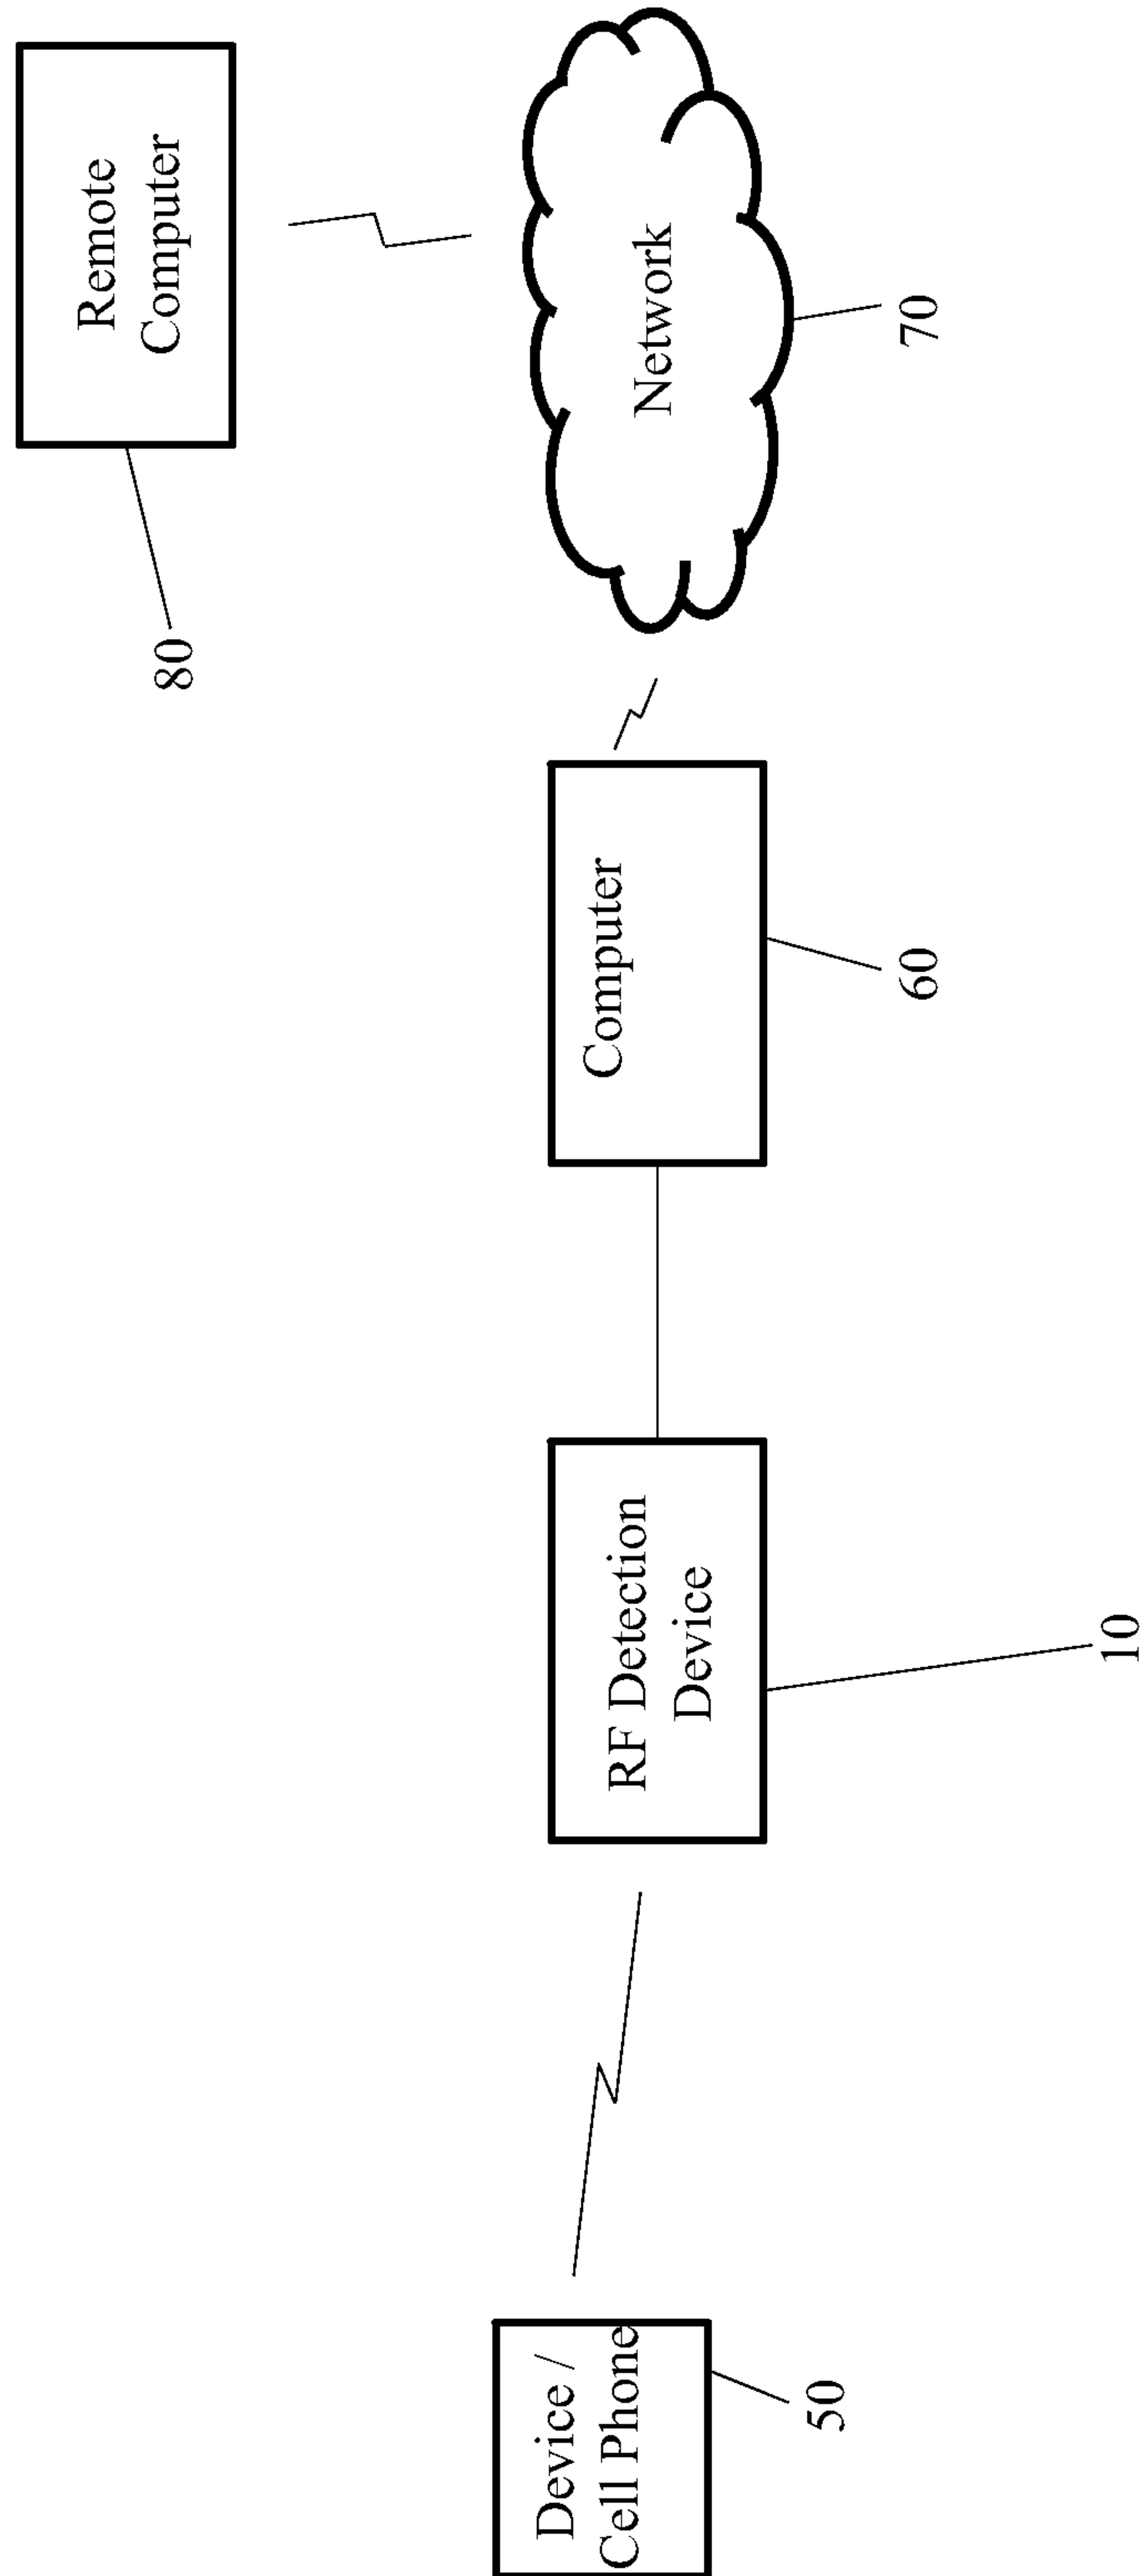 Remote
Computer
80
Network
70
Computer
60
RF Detection
Device
10
Device /
Cell Phone
50